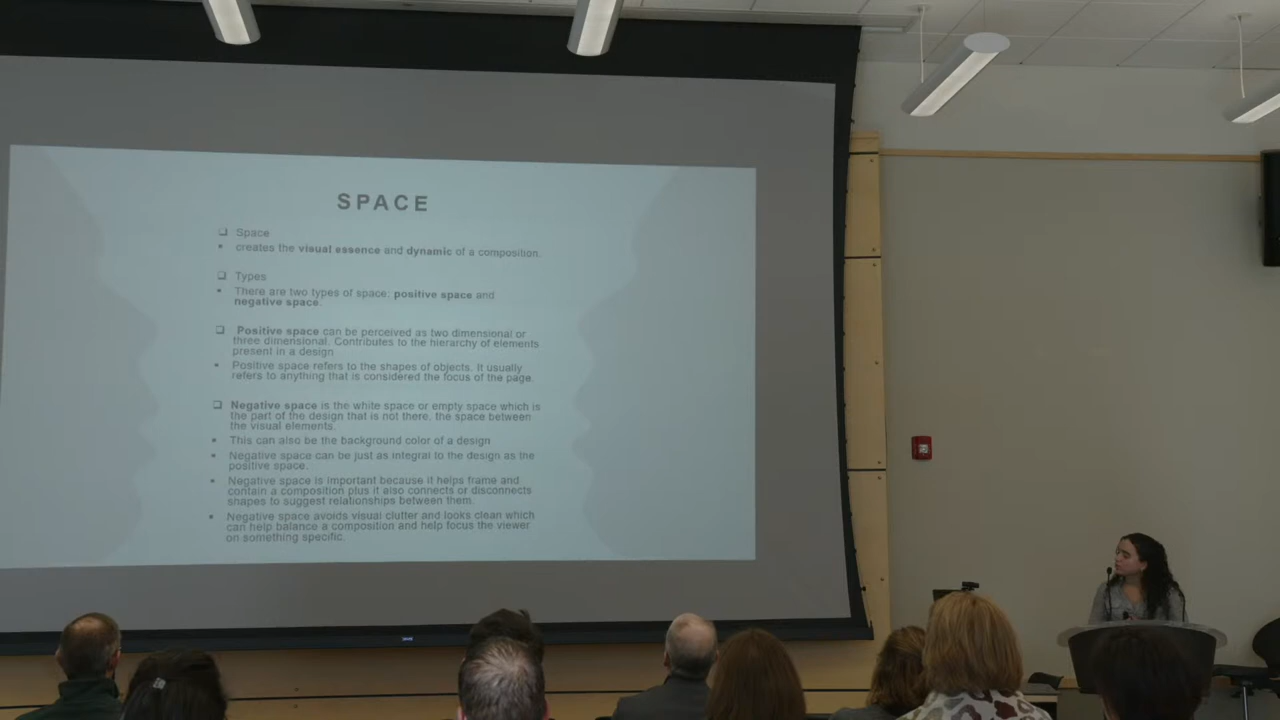 SPACE
❑ Space
▪ creates the visual essence and dynamic of a composition.
❑ Types
▪ There are two types of space: positive space and
negative space.
❑ Positive space can be perceived as two dimensional or
three dimensional. Contributes to the hierarchy of elements
present in a design
▪ Positive space refers to the shapes of objects. It usually
refers to anything that is considered the focus of the page.
❑ Negative space is the white space or empty space which is
the part of the design that is not there, the space between
the visual elements.
▪ This can also be the background color of a design
▪ Negative space can be just as integral to the design as the
positive space.
▪ Negative space is important because it helps frame and
contain a composition plus it also connects or disconnects
shapes to suggest relationships between them.
▪ Negative space avoids visual clutter and looks clean which
can help balance a composition and help focus the viewer
on something specific.